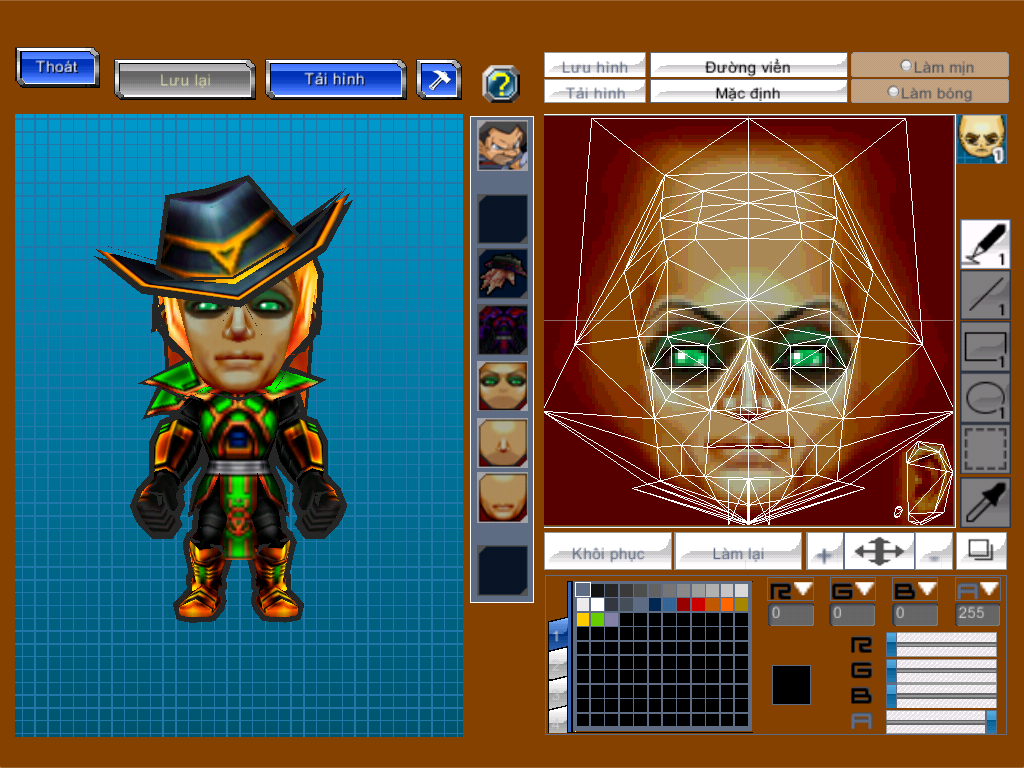 Thoát
Lưu lại
Tải hình
?
Lưu hình
Đường viền
Làm mịn
Tải hình
Mặc định
Làm bóng
1
1
1
1
1
Khôi phục
Làm lại
+
-
R
G
B
A
0
0
0
255
1
R
G
B
A